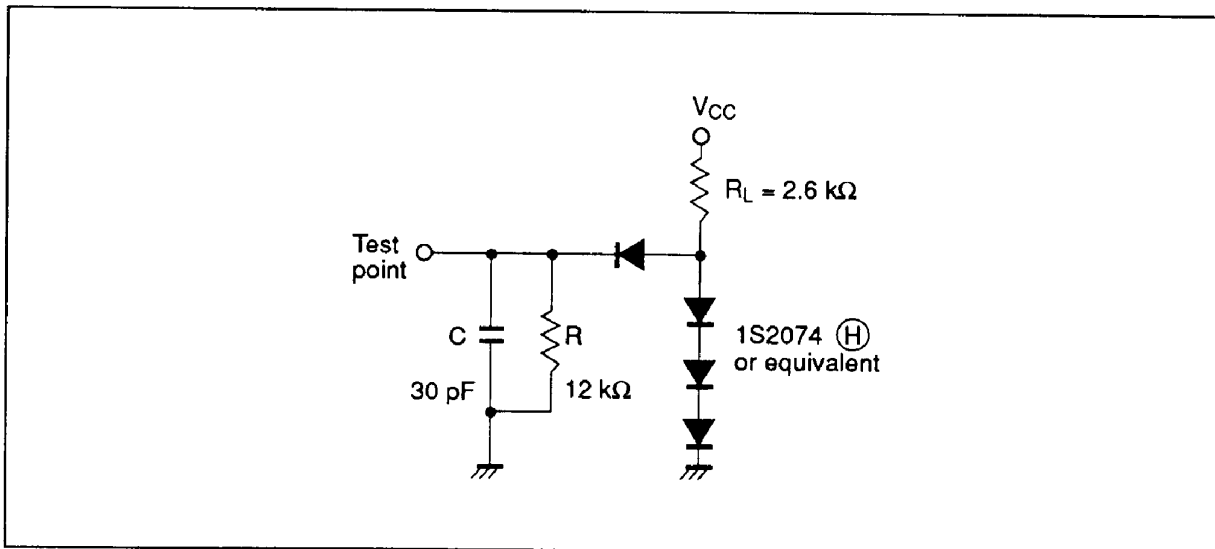 VCC
RL = 2.6 kΩ
Test
point
C
R
30 pF
12 kΩ
1S2074 Ⓗ
or equivalent